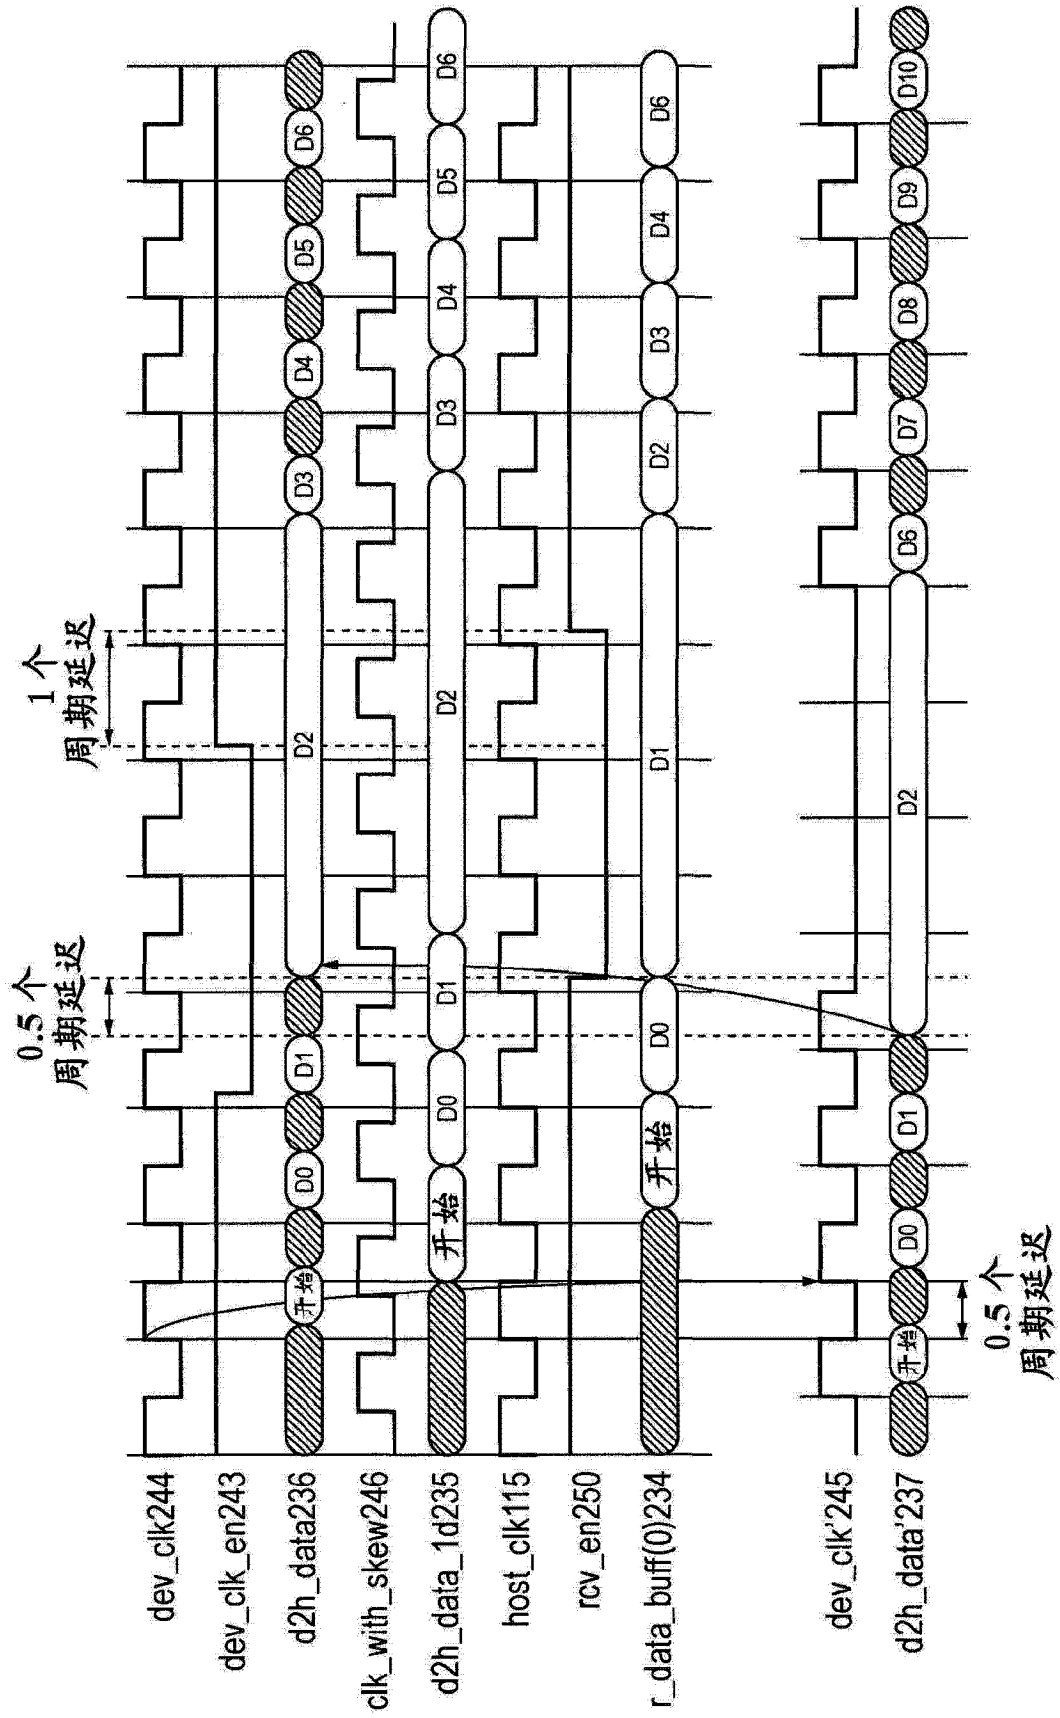 0.5 个
周期延迟
1 个
周期延迟
dev_clk244
dev_clk_en243
d2h_data236 开始 D0 D1 D2 D3 D4 D5 D6
clk_with_skew246
d2h_data_1d235 开始 D0 D1 D2 D3 D4 D5 D6
host_clk115
rcv_en250
r_data_buff(0)234 开始 D0 D1 D2 D3 D4 D6
dev_clk'245
d2h_data'237 开始 D0 D1 D2 D6 D7 D8 D9 D10
0.5 个
周期延迟